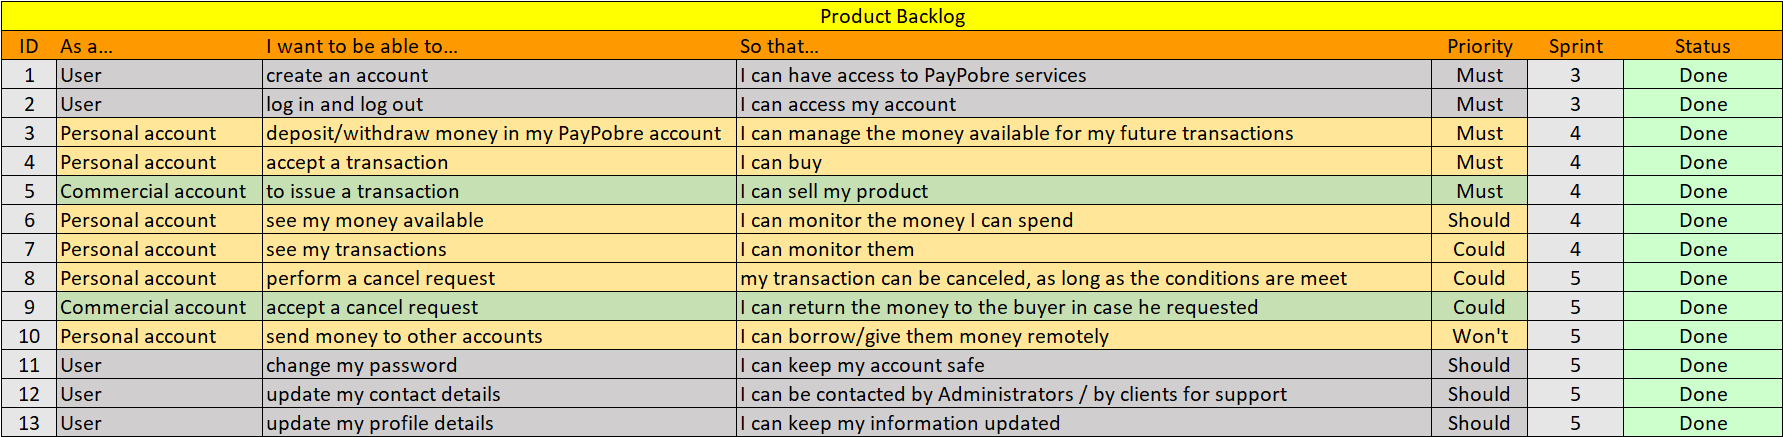 Product Backlog
ID As a... I want to be able to... So that... Priority Sprint Status
1 User create an account I can have access to PayPobre services Must 3 Done
2 User log in and log out I can access my account Must 3 Done
3 Personal account deposit/withdraw money in my PayPobre account I can manage the money available for my future transactions Must 4 Done
4 Personal account accept a transaction I can buy Must 4 Done
5 Commercial account to issue a transaction I can sell my product Must 4 Done
6 Personal account see my money available I can monitor the money I can spend Should 4 Done
7 Personal account see my transactions I can monitor them Could 4 Done
8 Personal account perform a cancel request my transaction can be canceled, as long as the conditions are meet Could 5 Done
9 Commercial account accept a cancel request I can return the money to the buyer in case he requested Could 5 Done
10 Personal account send money to other accounts I can borrow/give them money remotely Won't 5 Done
11 User change my password I can keep my account safe Should 5 Done
12 User update my contact details I can be contacted by Administrators / by clients for support Should 5 Done
13 User update my profile details I can keep my information updated Should 5 Done